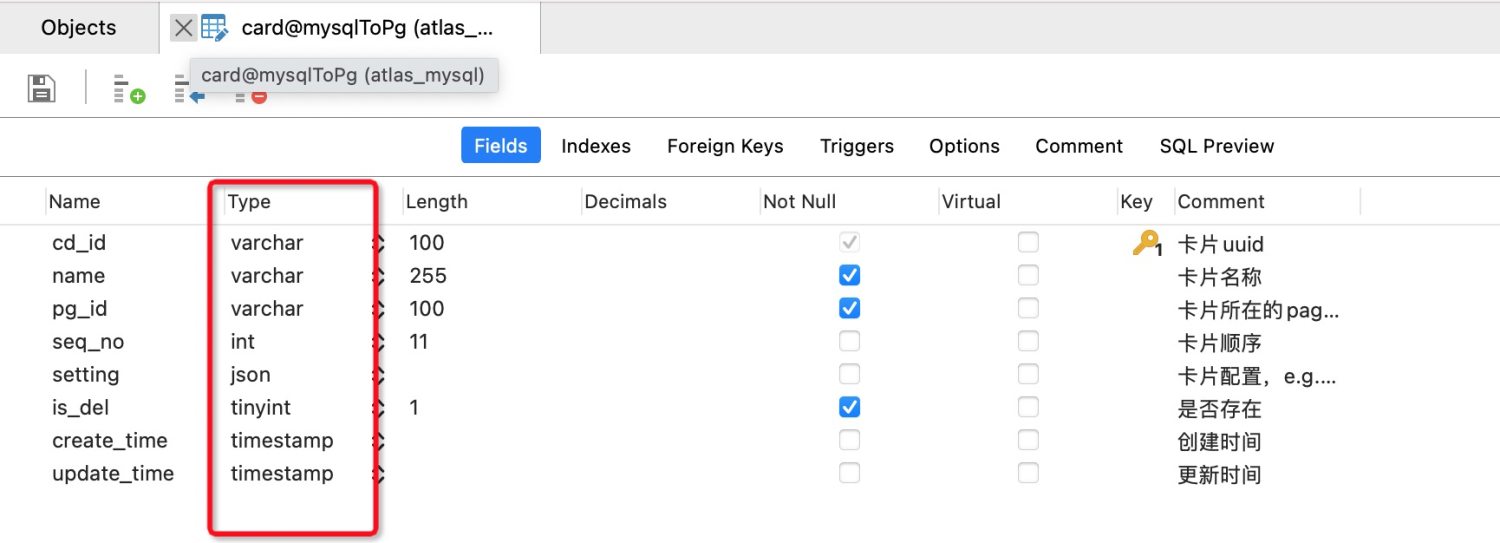 Objects
card@mysqlToPg (atlas_...
card@mysqlToPg (atlas_mysql)
Fields Indexes Foreign Keys Triggers Options Comment SQL Preview
Name Type Length Decimals Not Null Virtual Key Comment
cd_id varchar 100 1 卡片uuid
name varchar 255 卡片名称
pg_id varchar 100 卡片所在的pag...
seq_no int 11 卡片顺序
setting json 卡片配置，e.g....
is_del tinyint 1 是否存在
create_time timestamp 创建时间
update_time timestamp 更新时间